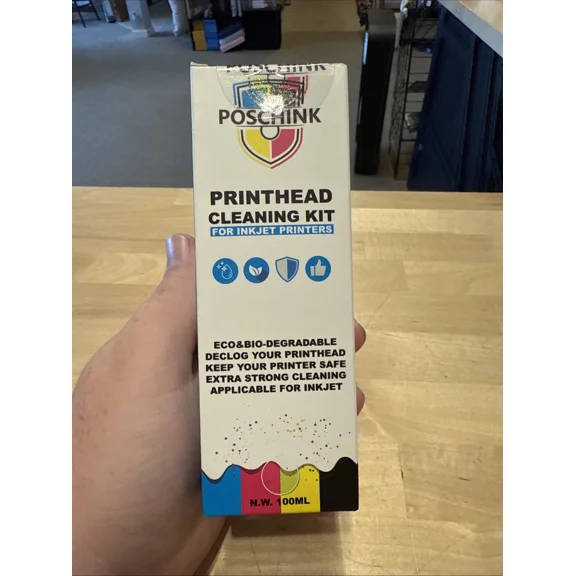 POSCHINK
POSCHINK
PRINTHEAD
CLEANING KIT
FOR INKJET PRINTERS
ECO&BIO-DEGRADABLE
DECLOG YOUR PRINTHEAD
KEEP YOUR PRINTER SAFE
EXTRA STRONG CLEANING
APPLICABLE FOR INKJET
N.W. 100ML